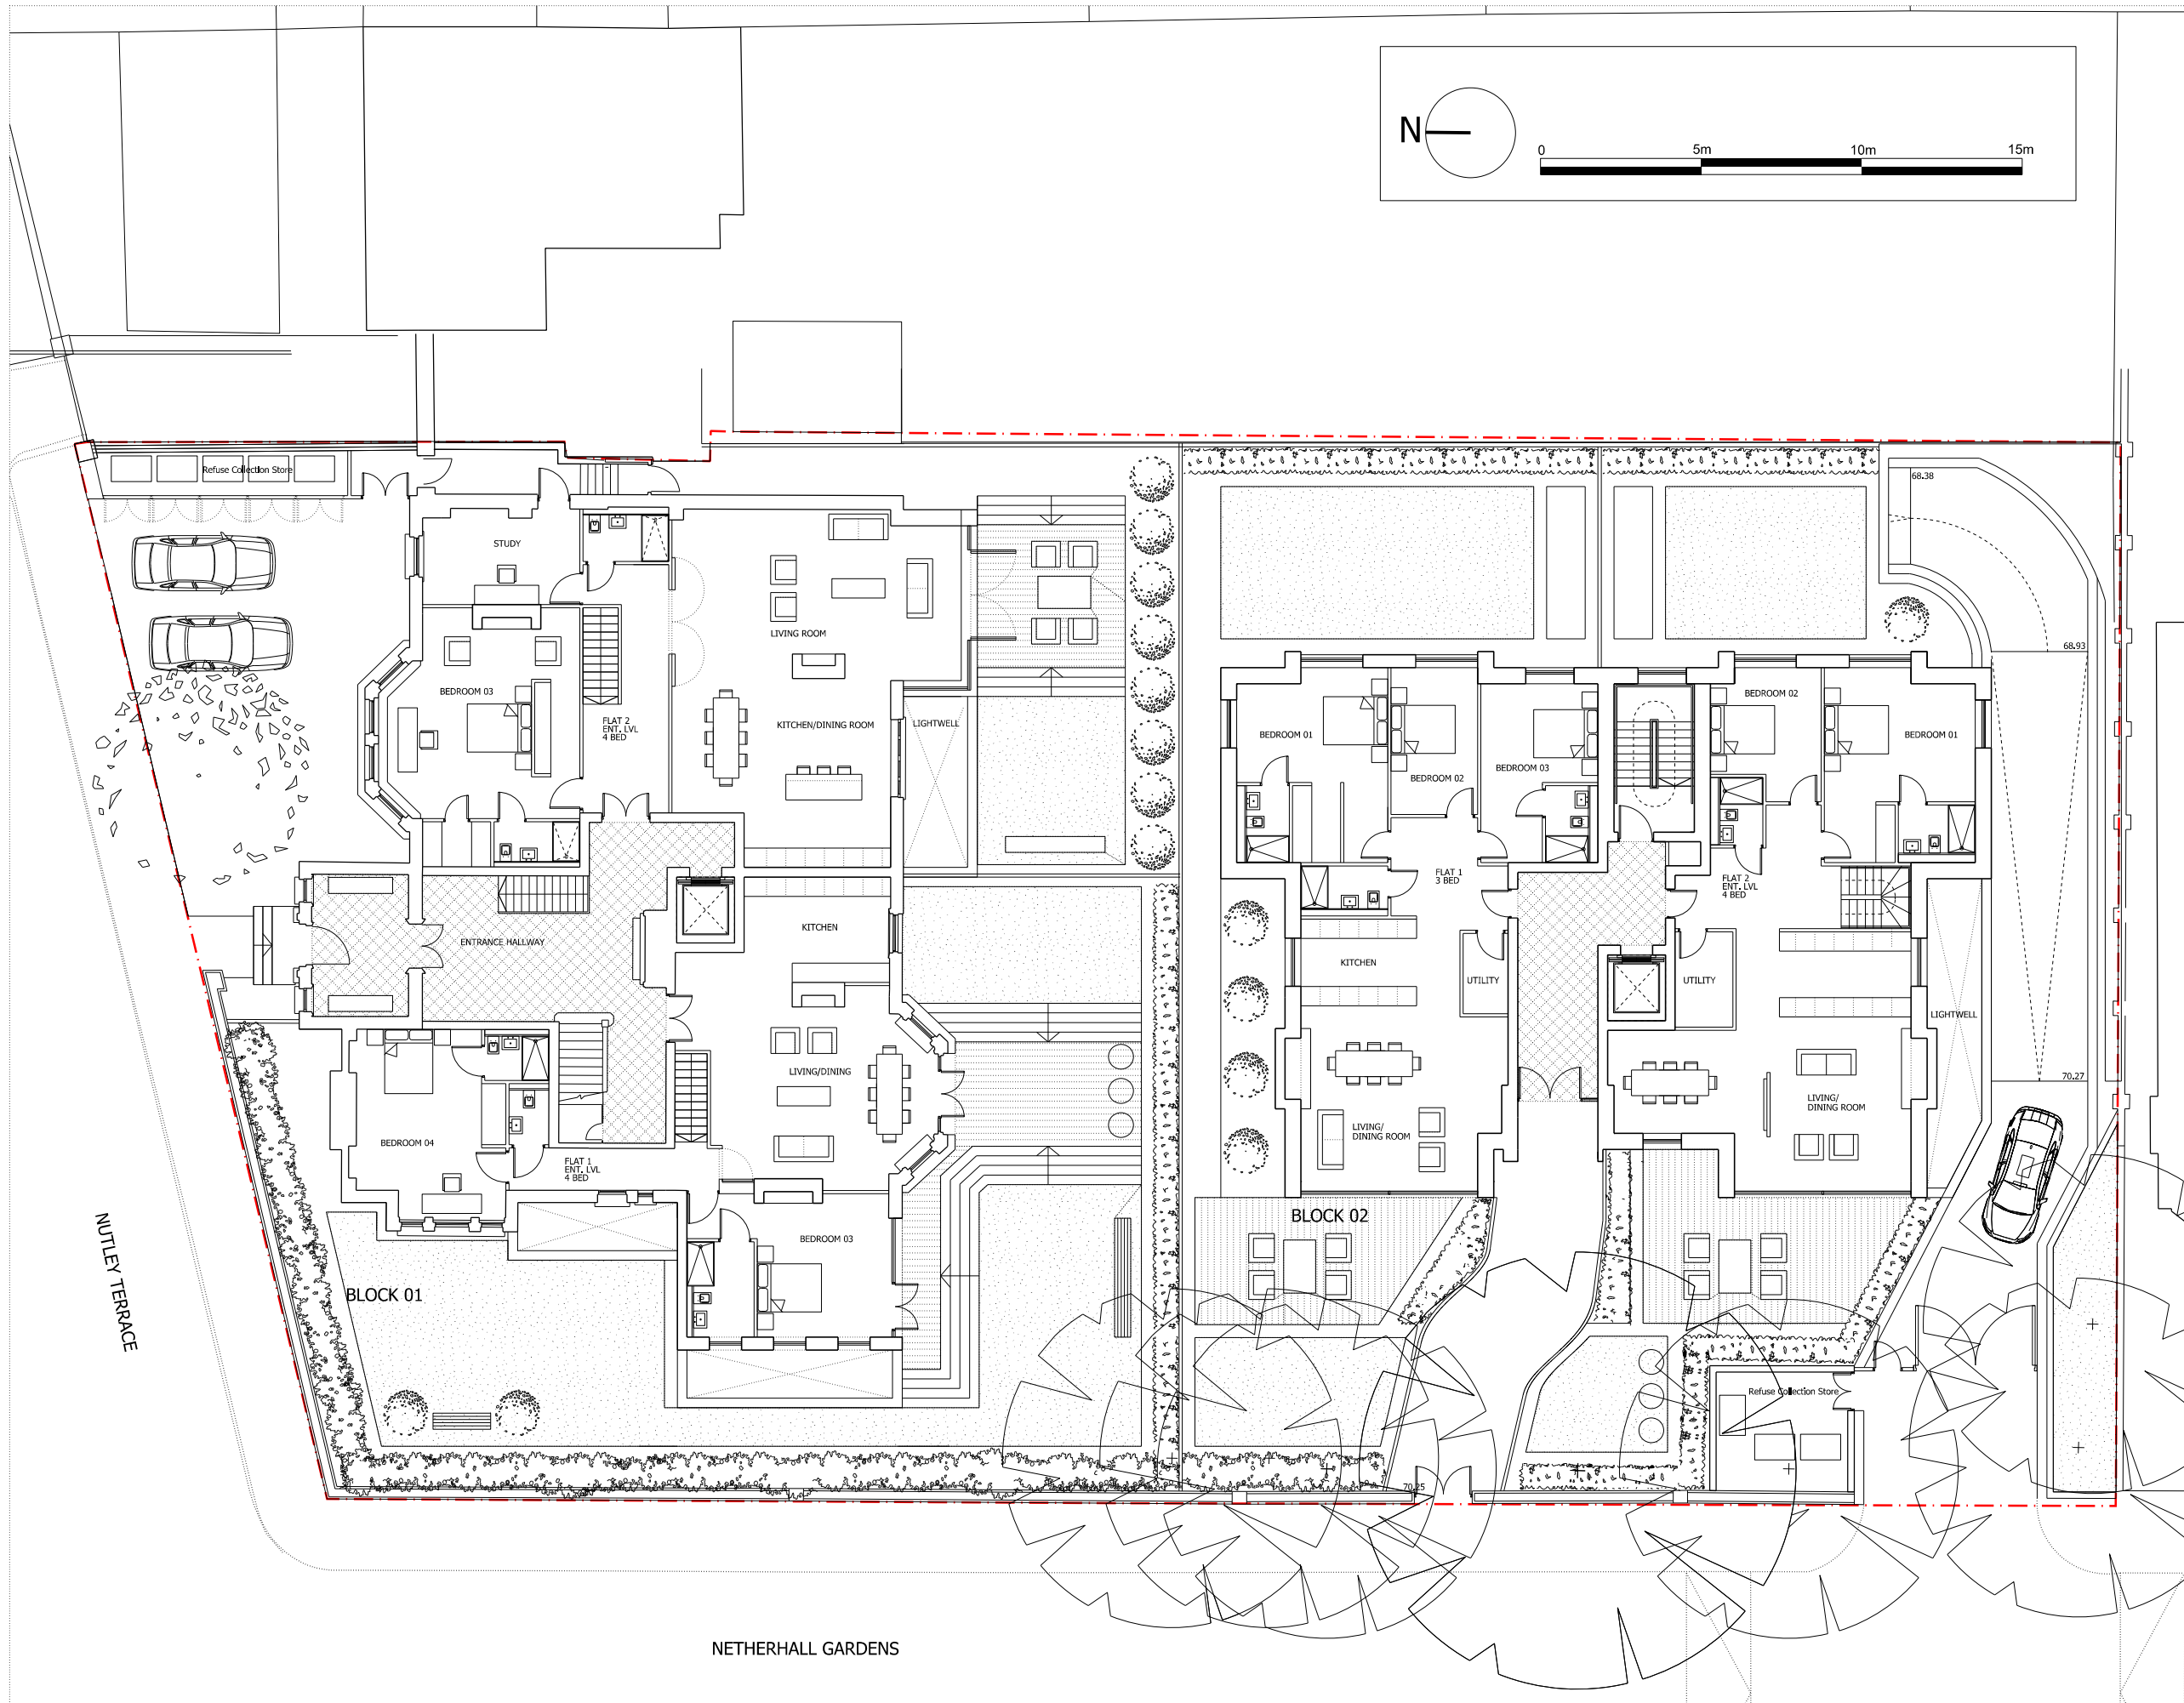 N
0
5m
10m
15m
Refuse Collection Store
68.38
STUDY
LIVING ROOM
68.93
BEDROOM 03
FLAT 2
ENT. LVL
4 BED
KITCHEN/DINING ROOM
LIGHTWELL
BEDROOM 01
BEDROOM 02
BEDROOM 03
BEDROOM 02
BEDROOM 01
FLAT 1
3 BED
FLAT 2
ENT. LVL
4 BED
ENTRANCE HALLWAY
KITCHEN
KITCHEN
UTILITY
UTILITY
LIGHTWELL
LIVING/DINING
70.27
LIVING/
DINING ROOM
LIVING/
DINING ROOM
BEDROOM 04
FLAT 1
ENT. LVL
4 BED
BEDROOM 03
BLOCK 02
NUTLEY TERRACE
BLOCK 01
Refuse Collection Store
70.25
NETHERHALL GARDENS